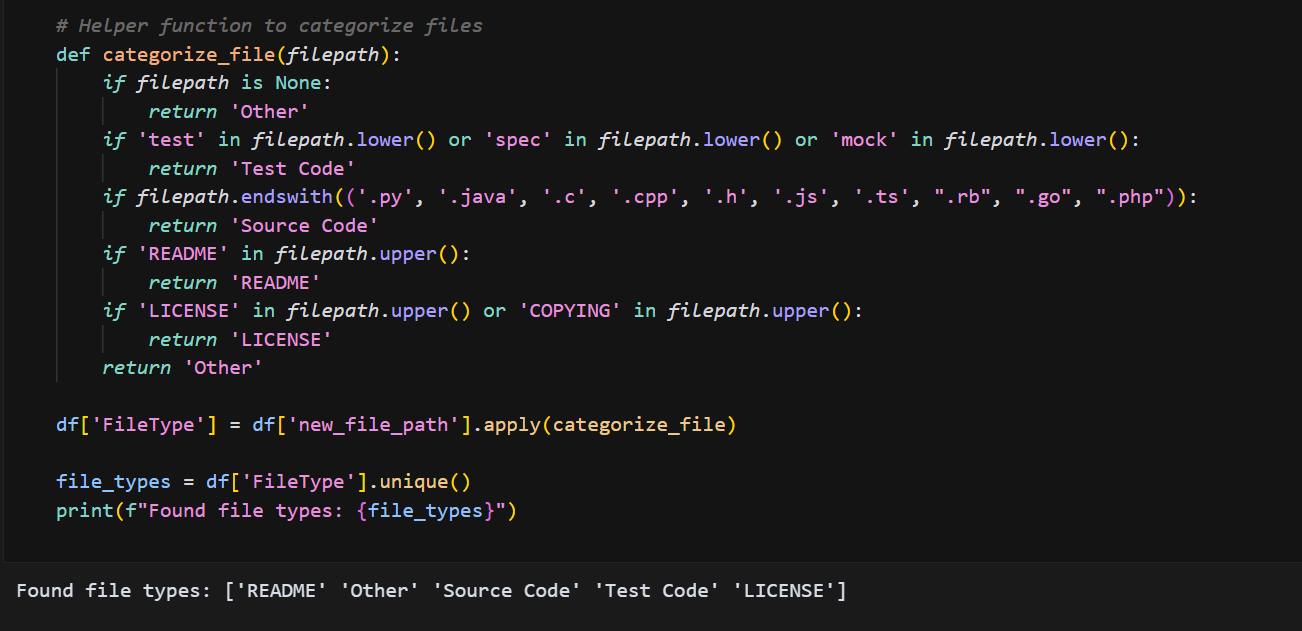 # Helper function to categorize files
def categorize_file(filepath):
    if filepath is None:
        return 'Other'
    if 'test' in filepath.lower() or 'spec' in filepath.lower() or 'mock' in filepath.lower():
        return 'Test Code'
    if filepath.endswith(('.py', '.java', '.c', '.cpp', '.h', '.js', '.ts', ".rb", ".go", ".php")):
        return 'Source Code'
    if 'README' in filepath.upper():
        return 'README'
    if 'LICENSE' in filepath.upper() or 'COPYING' in filepath.upper():
        return 'LICENSE'
    return 'Other'
df['FileType'] = df['new_file_path'].apply(categorize_file)
file_types = df['FileType'].unique()
print(f"Found file types: {file_types}")
Found file types: ['README' 'Other' 'Source Code' 'Test Code' 'LICENSE']